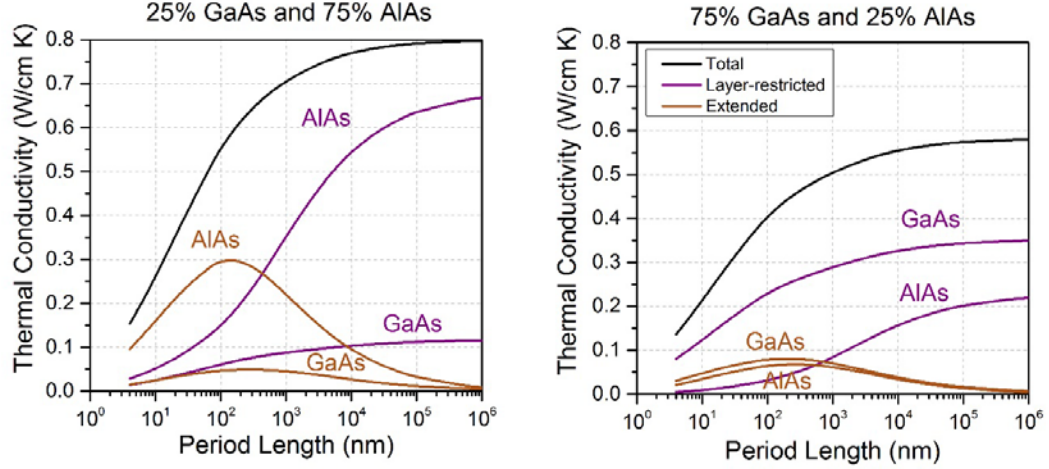 25% GaAs and 75% AlAs
Thermal Conductivity (W/cm K)
0.8
0.7
0.6
0.5
0.4
0.3
0.2
0.1
0.0
AlAs
AlAs
GaAs
GaAs
10^0 10^1 10^2 10^3 10^4 10^5 10^6
Period Length (nm)
75% GaAs and 25% AlAs
Thermal Conductivity (W/cm K)
0.8
0.7
0.6
0.5
0.4
0.3
0.2
0.1
0.0
Total
Layer-restricted
Extended
GaAs
AlAs
GaAs
AlAs
10^0 10^1 10^2 10^3 10^4 10^5 10^6
Period Length (nm)